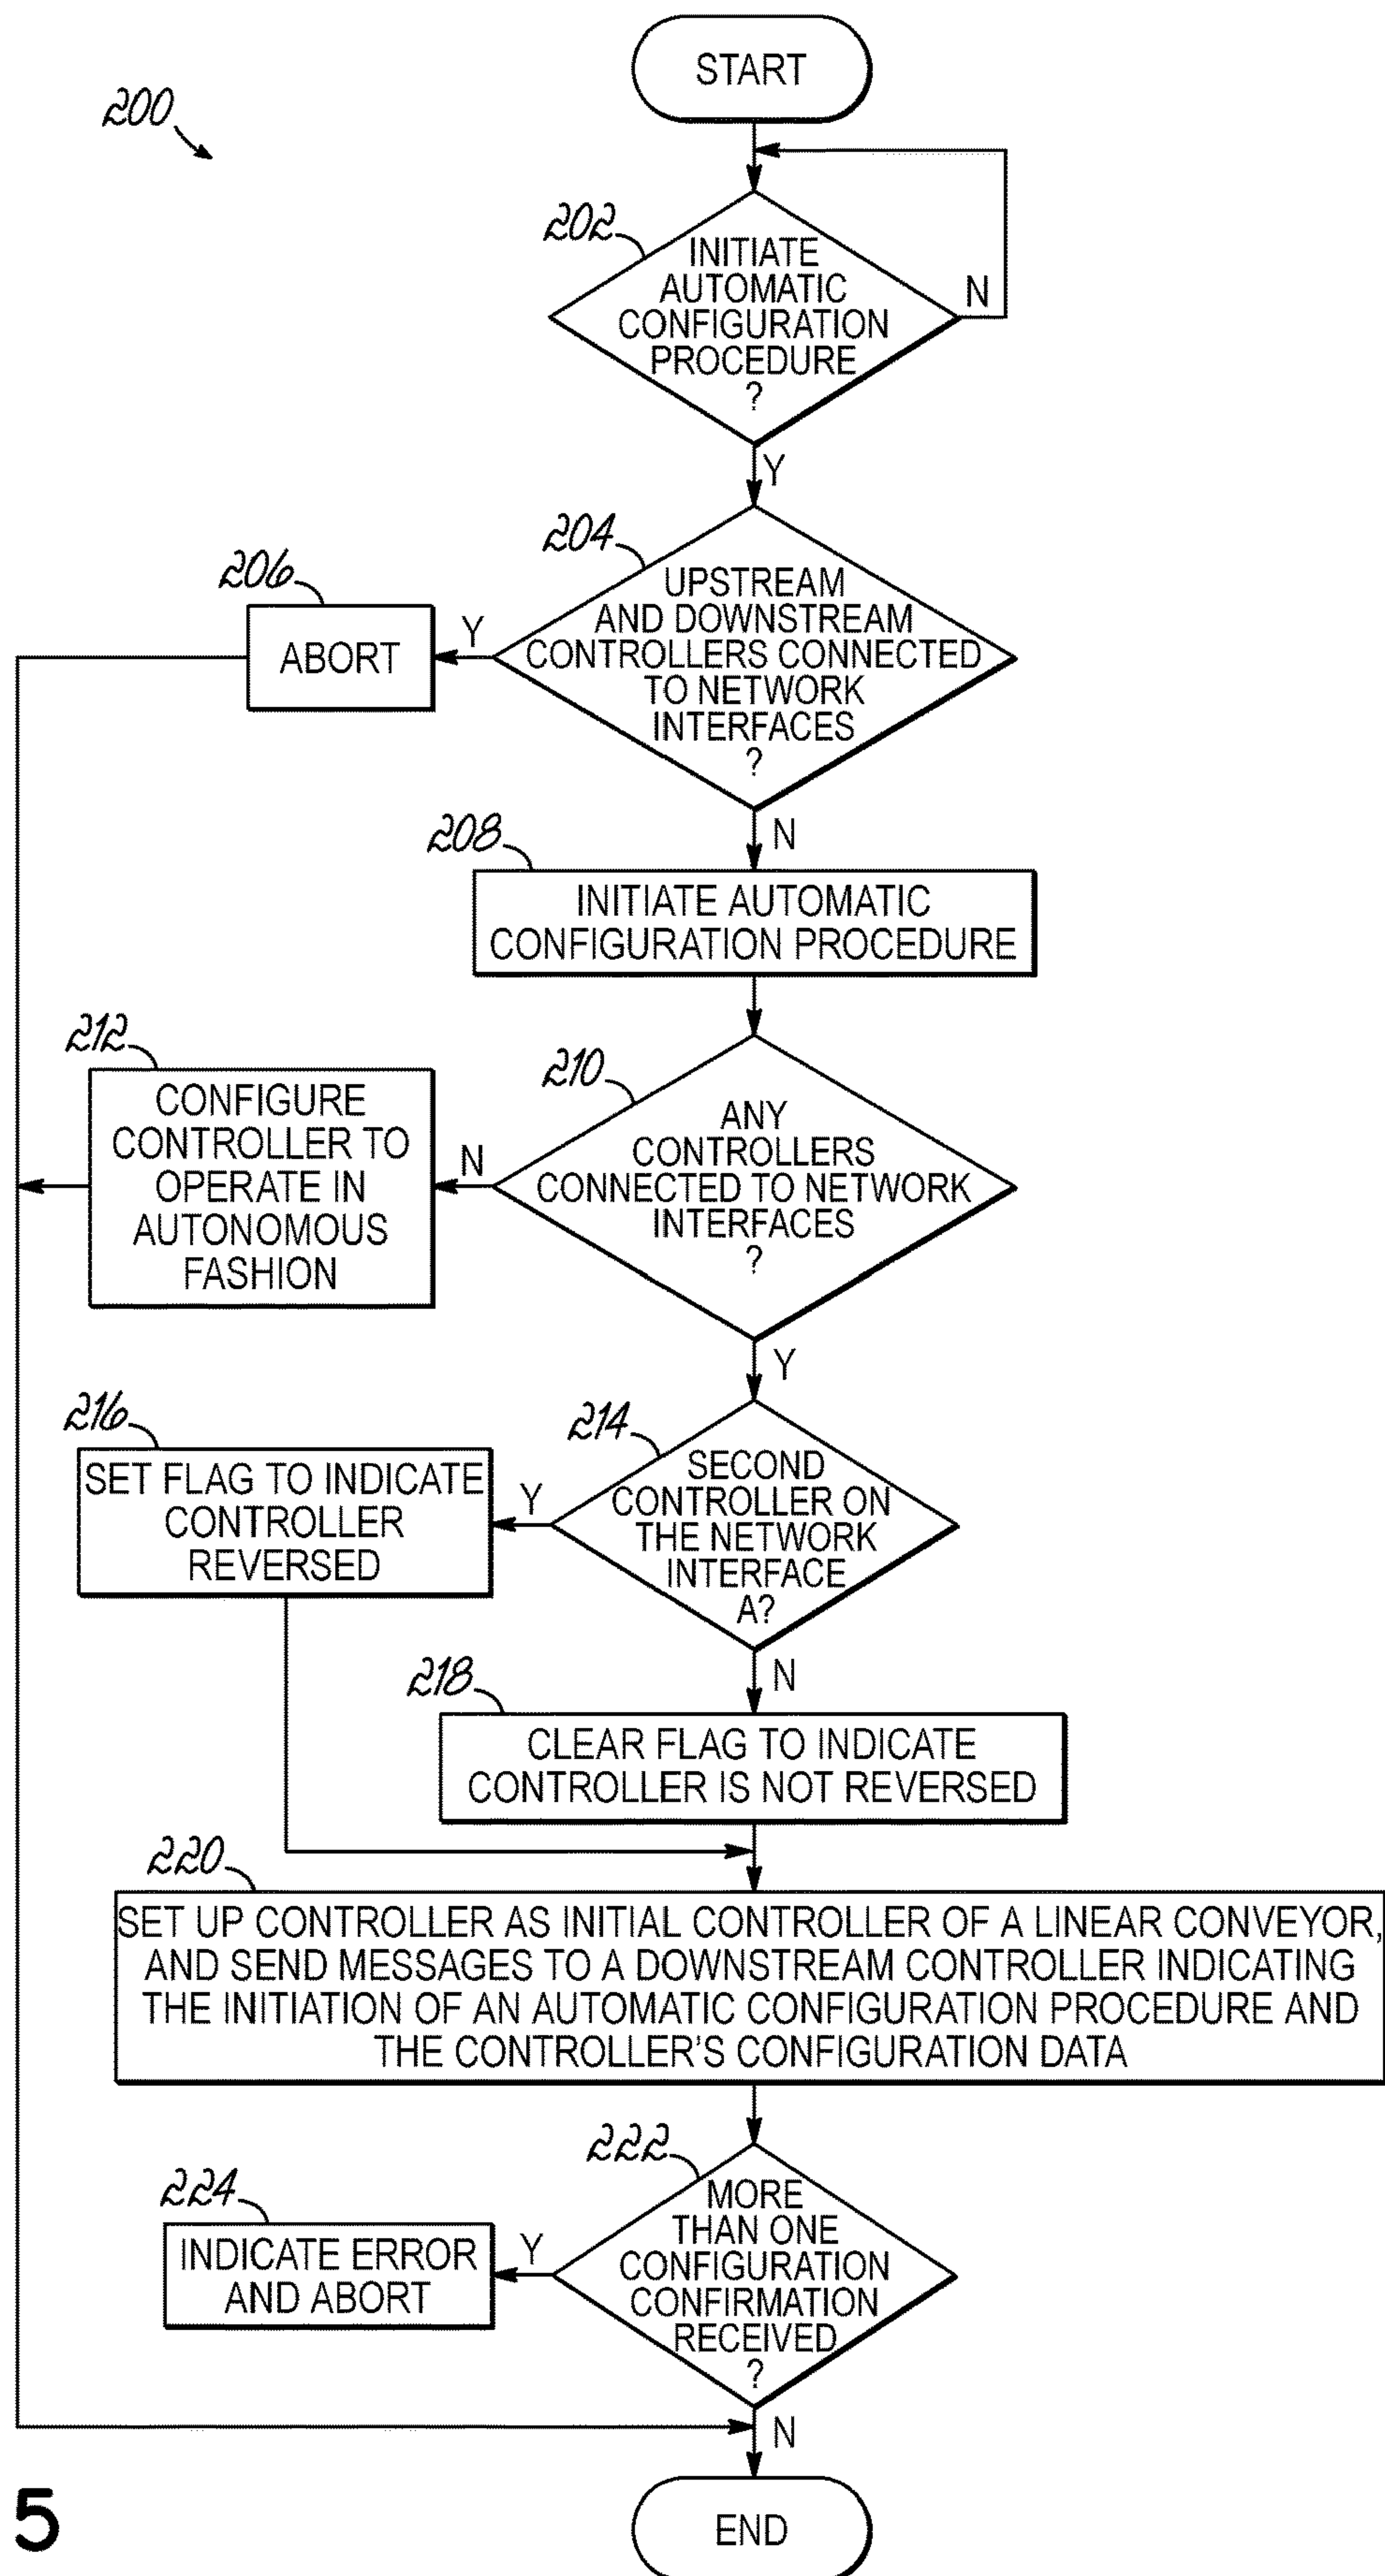 START
200
202
INITIATE
AUTOMATIC
CONFIGURATION
PROCEDURE
?
N
Y
204
UPSTREAM
AND DOWNSTREAM
CONTROLLERS CONNECTED
TO NETWORK
INTERFACES
?
206
Y
ABORT
N
208
INITIATE AUTOMATIC
CONFIGURATION PROCEDURE
210
ANY
CONTROLLERS
CONNECTED TO NETWORK
INTERFACES
?
212
N
CONFIGURE
CONTROLLER TO
OPERATE IN
AUTONOMOUS
FASHION
Y
214
SECOND
CONTROLLER ON
THE NETWORK
INTERFACE
A?
216
Y
SET FLAG TO INDICATE
CONTROLLER
REVERSED
N
218
CLEAR FLAG TO INDICATE
CONTROLLER IS NOT REVERSED
220
SET UP CONTROLLER AS INITIAL CONTROLLER OF A LINEAR CONVEYOR,
AND SEND MESSAGES TO A DOWNSTREAM CONTROLLER INDICATING
THE INITIATION OF AN AUTOMATIC CONFIGURATION PROCEDURE AND
THE CONTROLLER'S CONFIGURATION DATA
222
MORE
THAN ONE
CONFIGURATION
CONFIRMATION
RECEIVED
?
224
Y
INDICATE ERROR
AND ABORT
N
END
5